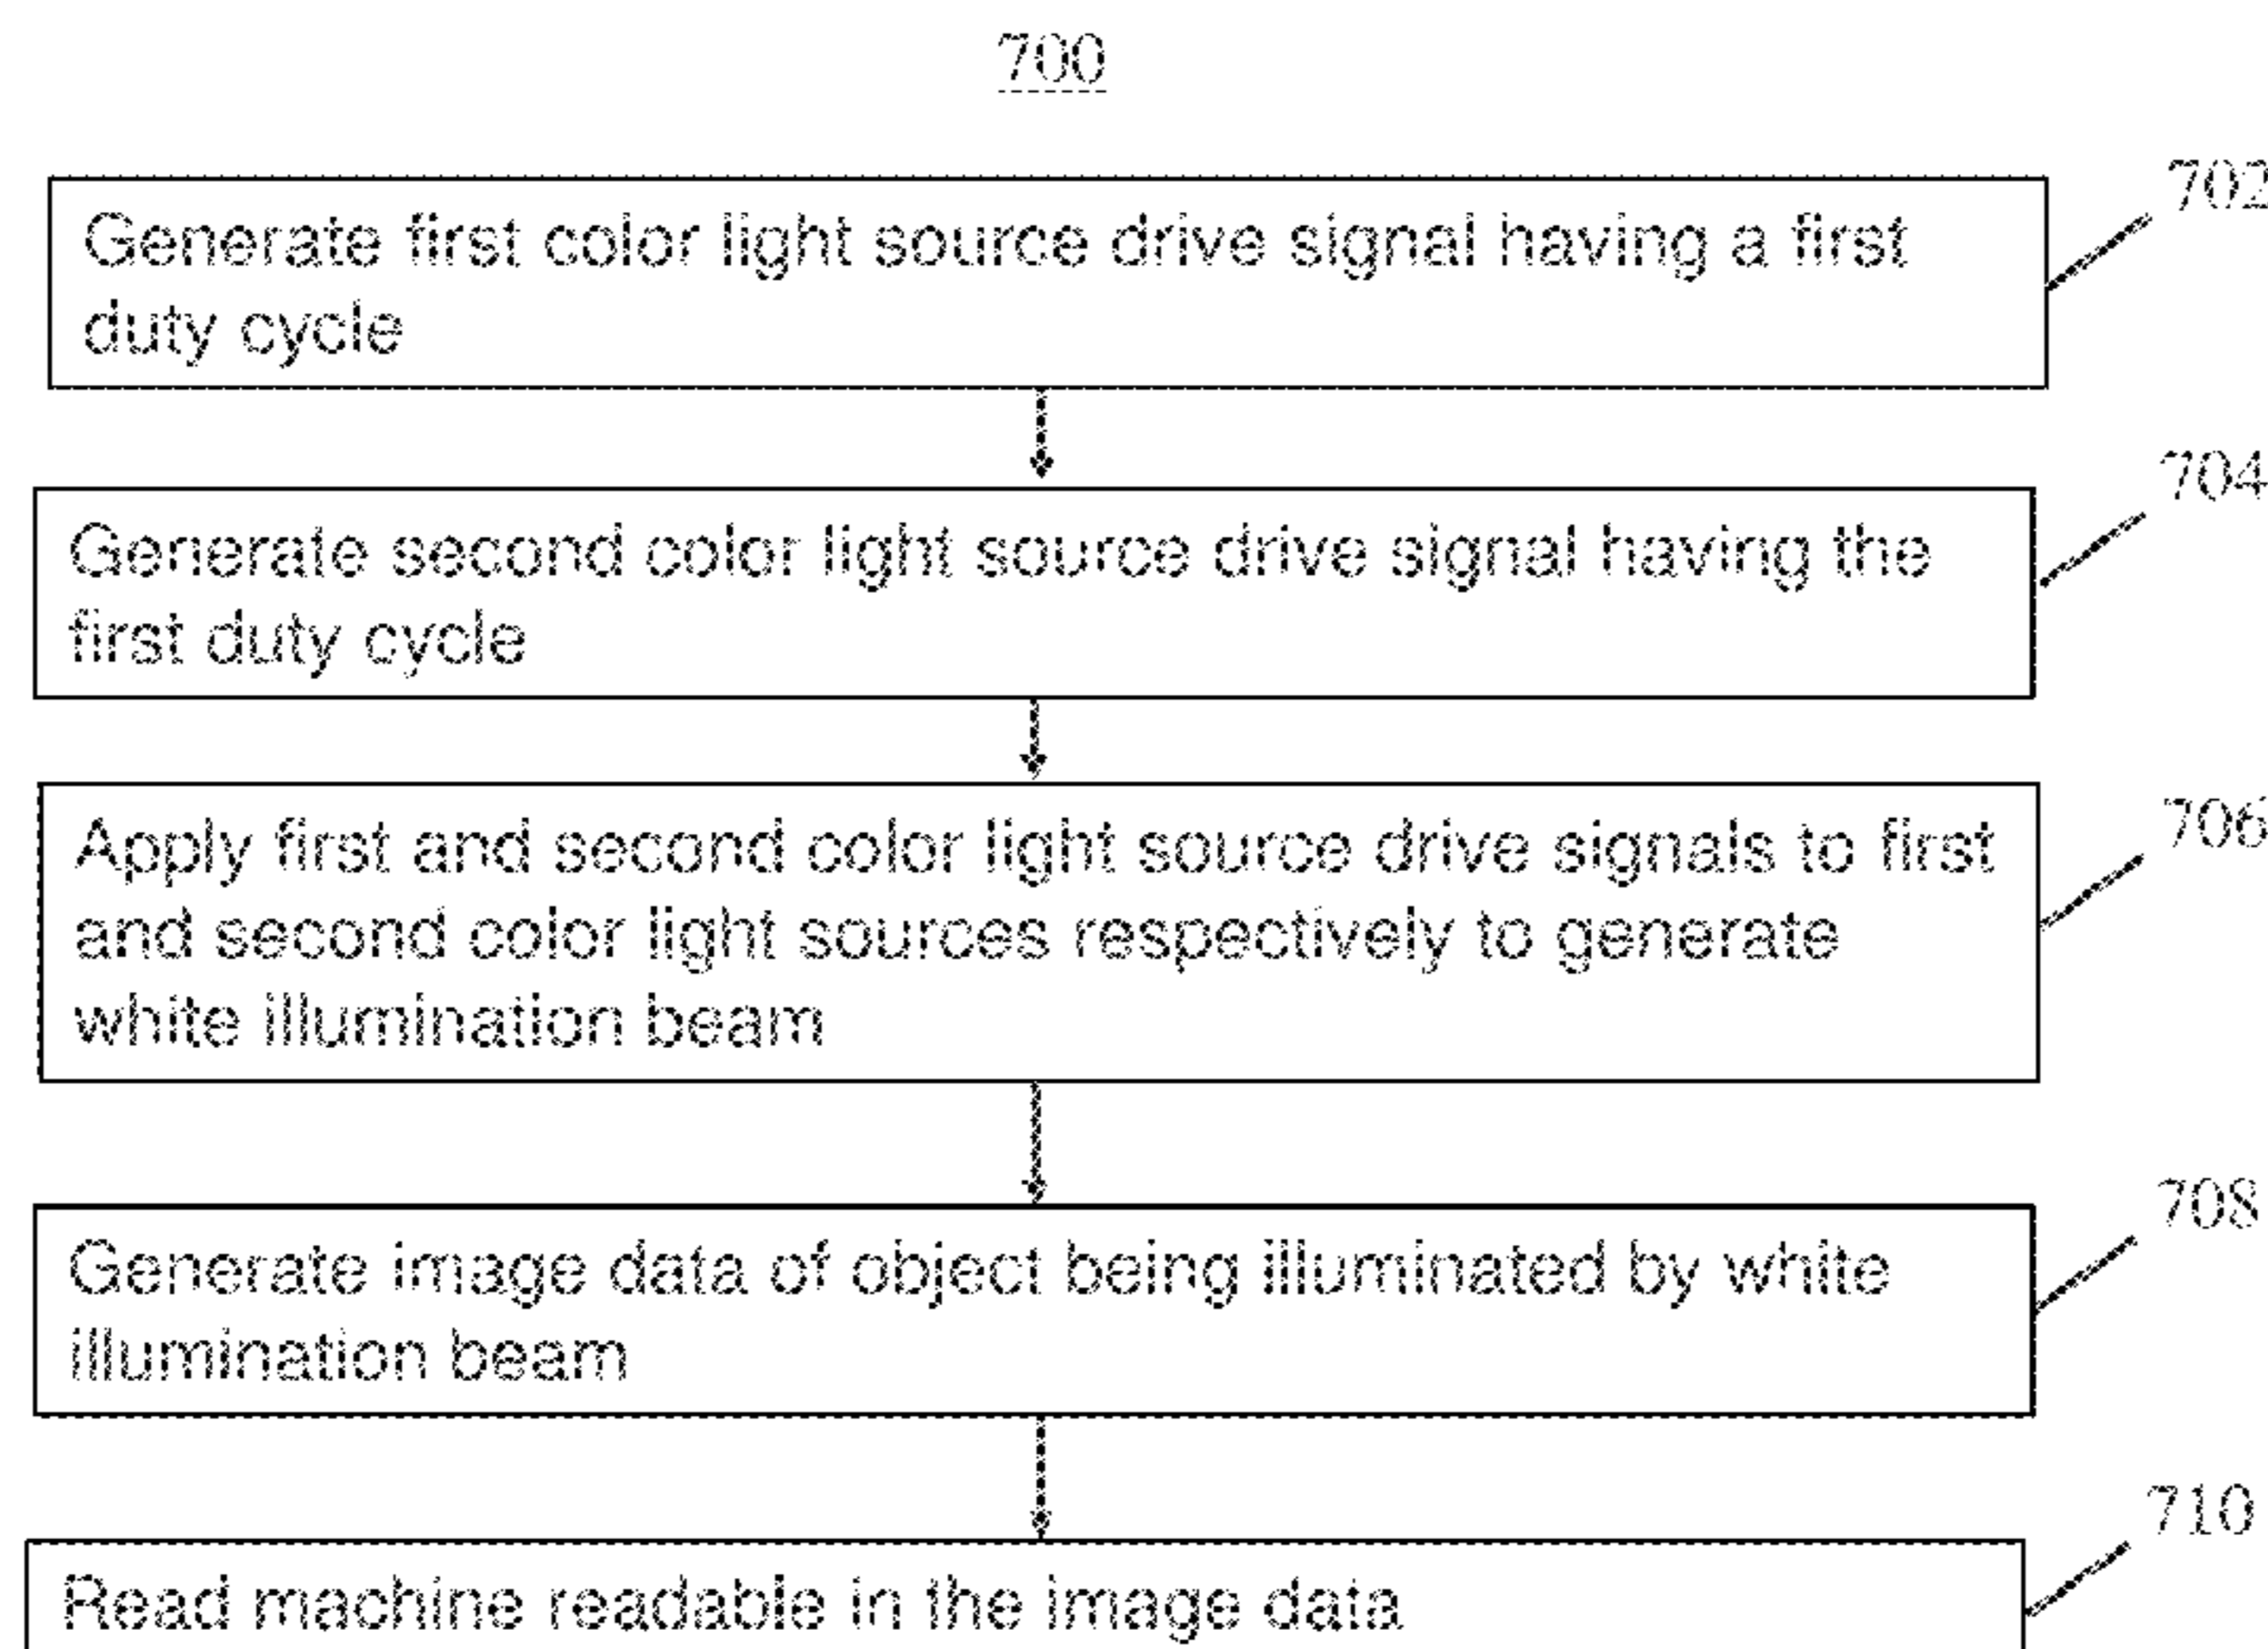 700
702
Generate first color light source drive signal having a first
duty cycle
704
Generate second color light source drive signal having the
first duty cycle
706
Apply first and second color light source drive signals to first
and second color light sources respectively to generate
white illumination beam
708
Generate image data of object being illuminated by white
illumination beam
710
Read machine readable in the image data